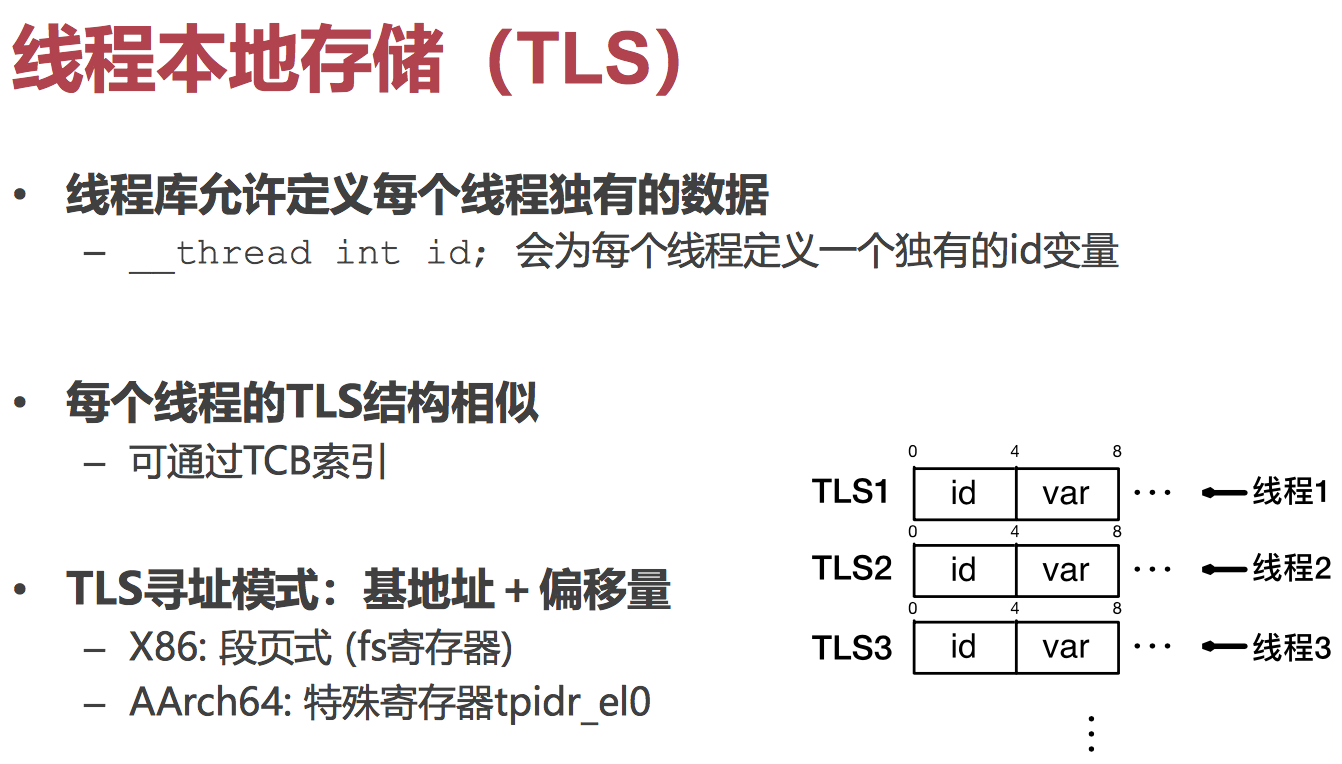 线程本地存储（TLS）
• 线程库允许定义每个线程独有的数据
– __thread int id; 会为每个线程定义一个独有的id变量
• 每个线程的TLS结构相似
– 可通过TCB索引
• TLS寻址模式：基地址 + 偏移量
– X86: 段页式 (fs寄存器)
– AArch64: 特殊寄存器tpidr_el0
0 4 8
TLS1 id var ··· 线程1
0 4 8
TLS2 id var ··· 线程2
0 4 8
TLS3 id var ··· 线程3
⋮